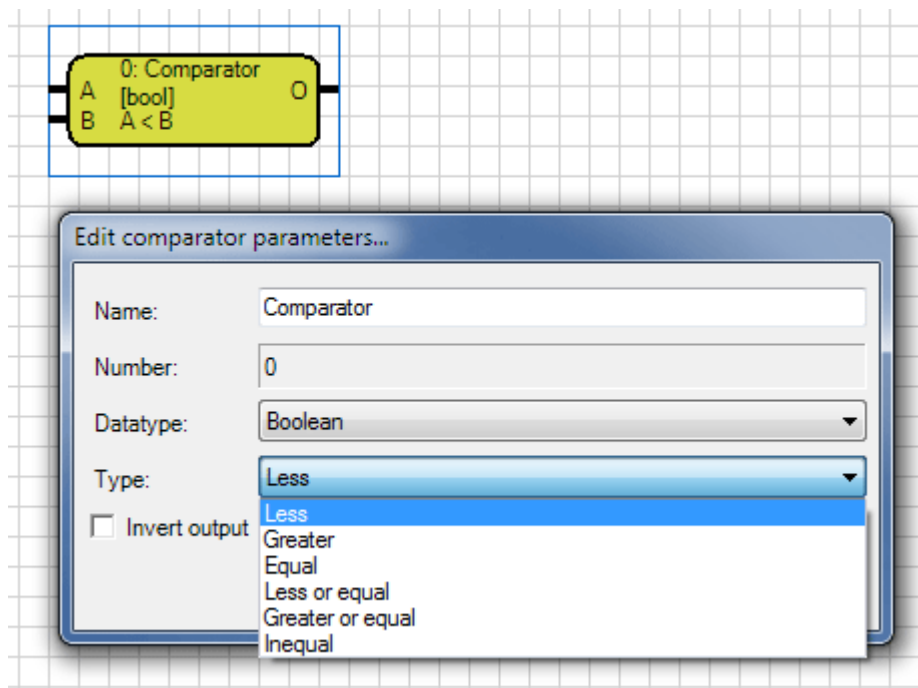 0: Comparator
A [bool] O
B A < B
Edit comparator parameters...
Name: Comparator
Number: 0
Datatype: Boolean
Type: Less
Less
Invert output
Greater
Equal
Less or equal
Greater or equal
Inequal